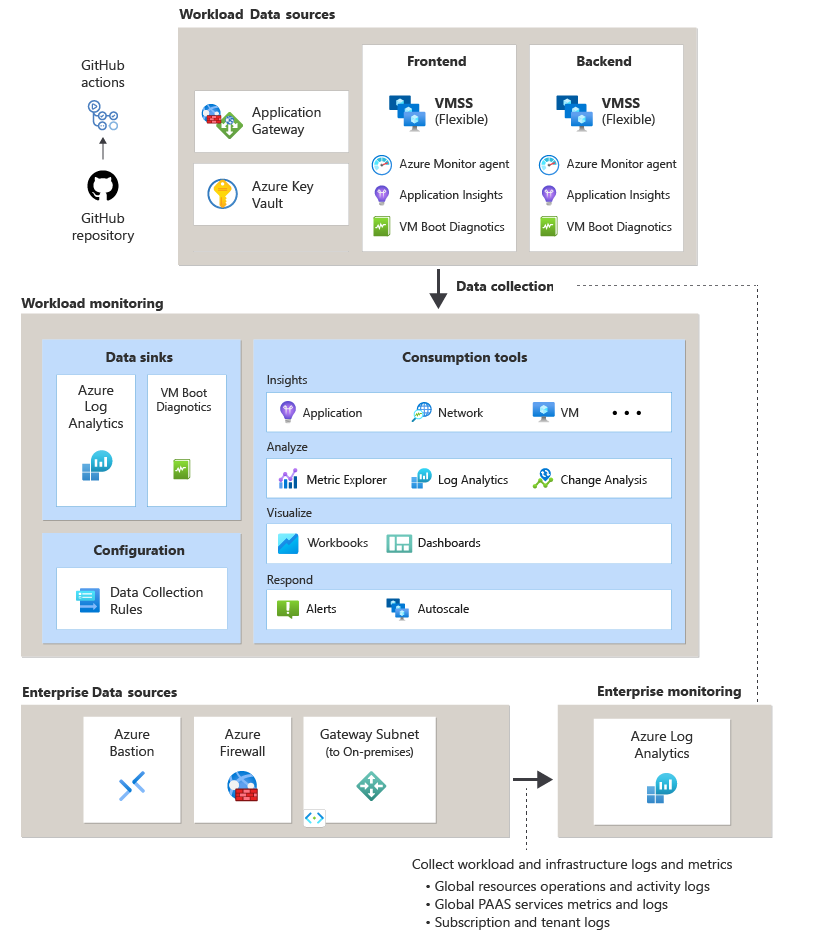 Workload Data sources
GitHub
actions
GitHub
repository
Application
Gateway
Azure Key
Vault
Frontend
VMSS
(Flexible)
Azure Monitor agent
Application Insights
VM Boot Diagnostics
Backend
VMSS
(Flexible)
Azure Monitor agent
Application Insights
VM Boot Diagnostics
Data collection
Workload monitoring
Data sinks
Azure
Log
Analytics
VM Boot
Diagnotics
Configuration
Data Collection
Rules
Consumption tools
Insights
Application
Network
VM
• • •
Analyze
Metric Explorer
Log Analytics
Change Analysis
Visualize
Workbooks
Dashboards
Respond
Alerts
Autoscale
Enterprise Data sources
Azure
Bastion
Azure
Firewall
Gateway Subnet
(to On-premises)
Enterprise monitoring
Azure Log
Analytics
Collect workload and infrastructure logs and metrics
• Global resources operations and activity logs
• Global PAAS services metrics and logs
• Subscription and tenant logs